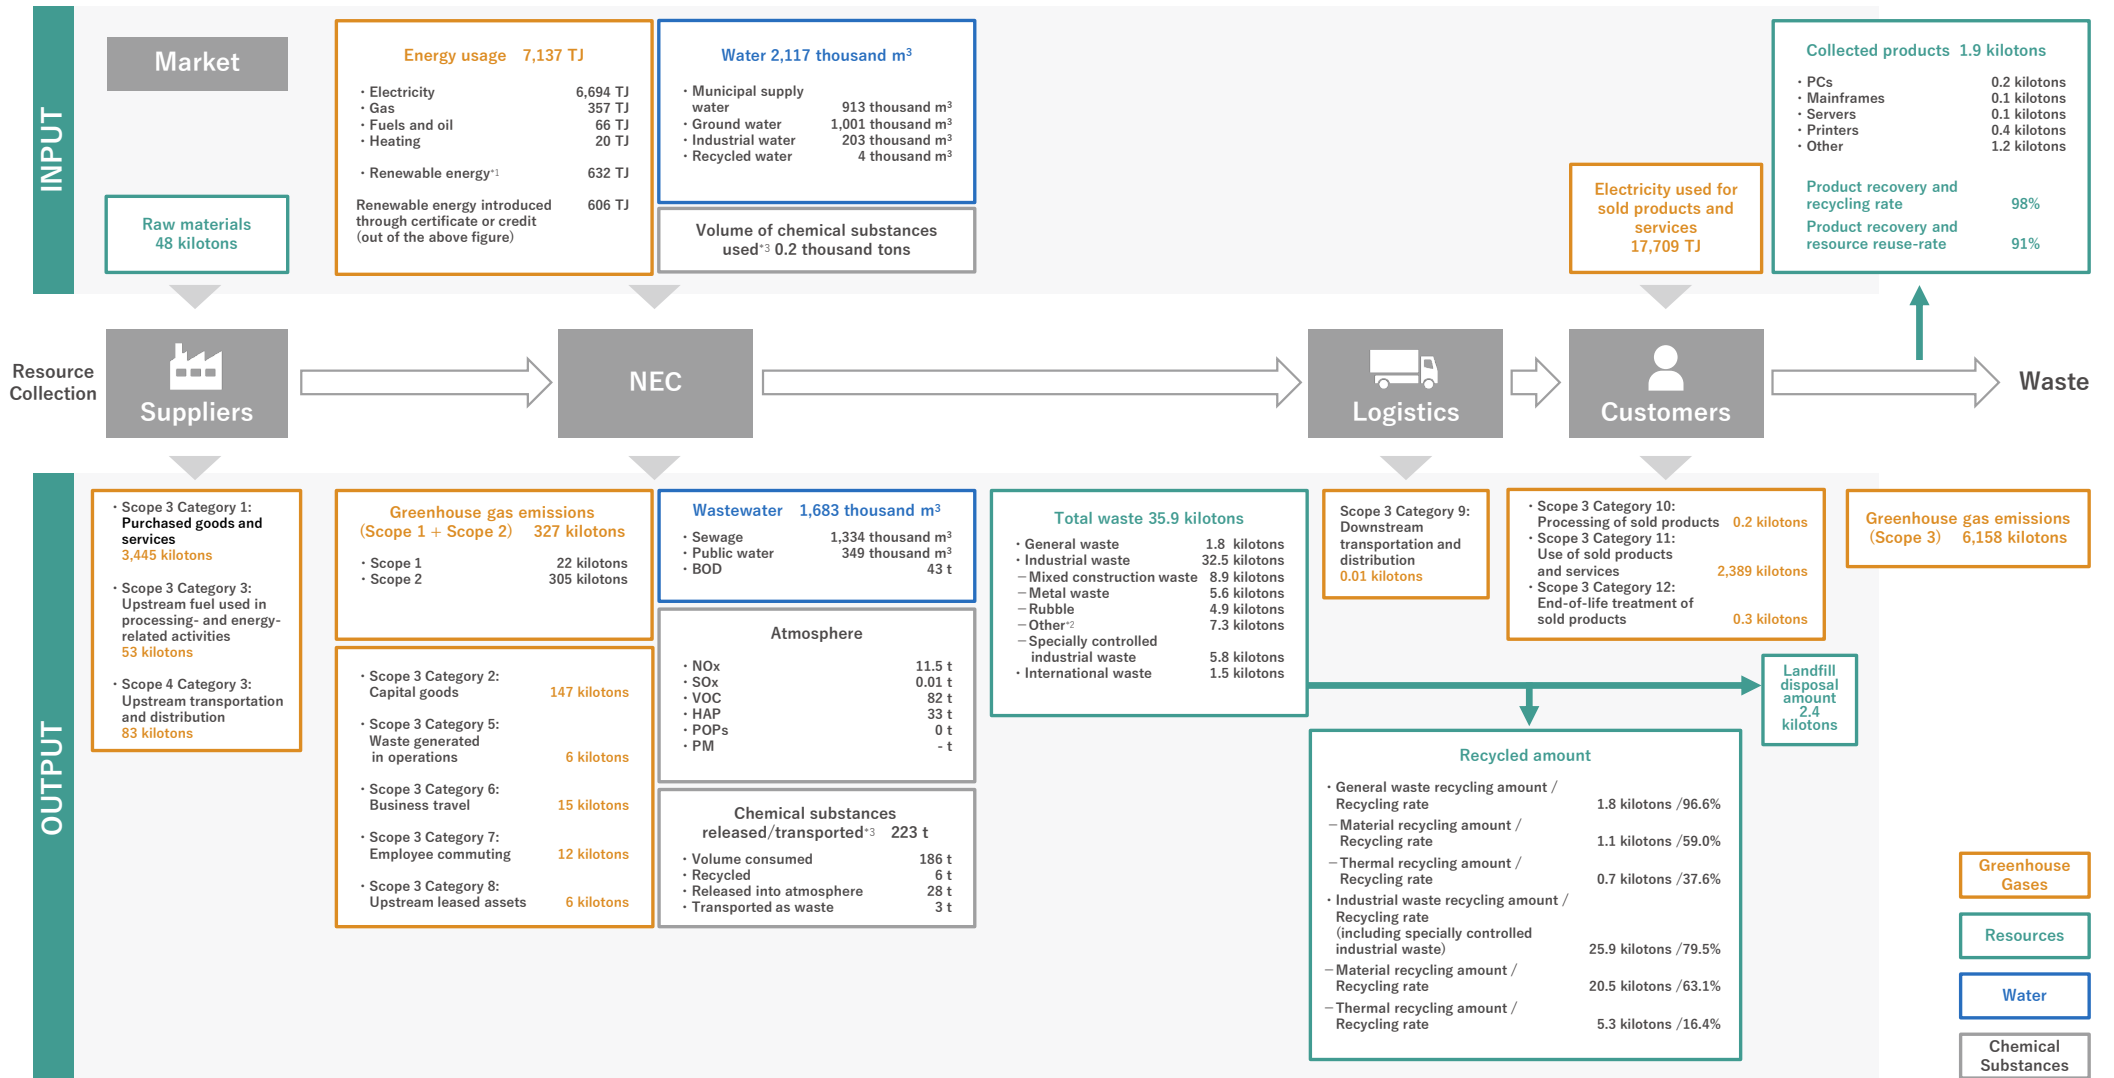 INPUT
Market
Raw materials
48 kilotons
Energy usage 7,137 TJ
・Electricity 6,694 TJ
・Gas 357 TJ
・Fuels and oil 66 TJ
・Heating 20 TJ
・Renewable energy*1 632 TJ
Renewable energy introduced 606 TJ
through certificate or credit
(out of the above figure)
Water 2,117 thousand m3
・Municipal supply
water 913 thousand m3
・Ground water 1,001 thousand m3
・Industrial water 203 thousand m3
・Recycled water 4 thousand m3
Volume of chemical substances
used*3 0.2 thousand tons
Electricity used for
sold products and
services
17,709 TJ
Collected products 1.9 kilotons
・PCs 0.2 kilotons
・Mainframes 0.1 kilotons
・Servers 0.1 kilotons
・Printers 0.4 kilotons
・Other 1.2 kilotons
Product recovery and
recycling rate 98%
Product recovery and
resource reuse-rate 91%
Resource
Collection
Suppliers
NEC
Logistics
Customers
Waste
OUTPUT
・Scope 3 Category 1:
Purchased goods and
services
3,445 kilotons
・Scope 3 Category 3:
Upstream fuel used in
processing- and energy-
related activities
53 kilotons
・Scope 4 Category 3:
Upstream transportation
and distribution
83 kilotons
Greenhouse gas emissions
(Scope 1 + Scope 2) 327 kilotons
・Scope 1 22 kilotons
・Scope 2 305 kilotons
・Scope 3 Category 2:
Capital goods 147 kilotons
・Scope 3 Category 5:
Waste generated
in operations 6 kilotons
・Scope 3 Category 6:
Business travel 15 kilotons
・Scope 3 Category 7:
Employee commuting 12 kilotons
・Scope 3 Category 8:
Upstream leased assets 6 kilotons
Wastewater 1,683 thousand m3
・Sewage 1,334 thousand m3
・Public water 349 thousand m3
・BOD 43 t
Atmosphere
・NOx 11.5 t
・SOx 0.01 t
・VOC 82 t
・HAP 33 t
・POPs 0 t
・PM - t
Chemical substances
released/transported*3 223 t
・Volume consumed 186 t
・Recycled 6 t
・Released into atmosphere 28 t
・Transported as waste 3 t
Total waste 35.9 kilotons
・General waste 1.8 kilotons
・Industrial waste 32.5 kilotons
－Mixed construction waste 8.9 kilotons
－Metal waste 5.6 kilotons
－Rubble 4.9 kilotons
－Other*2 7.3 kilotons
－Specially controlled
industrial waste 5.8 kilotons
・International waste 1.5 kilotons
Scope 3 Category 9:
Downstream
transportation and
distribution
0.01 kilotons
・Scope 3 Category 10:
Processing of sold products 0.2 kilotons
・Scope 3 Category 11:
Use of sold products
and services 2,389 kilotons
・Scope 3 Category 12:
End-of-life treatment of
sold products 0.3 kilotons
Greenhouse gas emissions
(Scope 3) 6,158 kilotons
Landfill
disposal
amount
2.4
kilotons
Recycled amount
・General waste recycling amount /
Recycling rate 1.8 kilotons /96.6%
－Material recycling amount /
Recycling rate 1.1 kilotons /59.0%
－Thermal recycling amount /
Recycling rate 0.7 kilotons /37.6%
・Industrial waste recycling amount /
Recycling rate
(including specially controlled
industrial waste) 25.9 kilotons /79.5%
－Material recycling amount /
Recycling rate 20.5 kilotons /63.1%
－Thermal recycling amount /
Recycling rate 5.3 kilotons /16.4%
Greenhouse
Gases
Resources
Water
Chemical
Substances